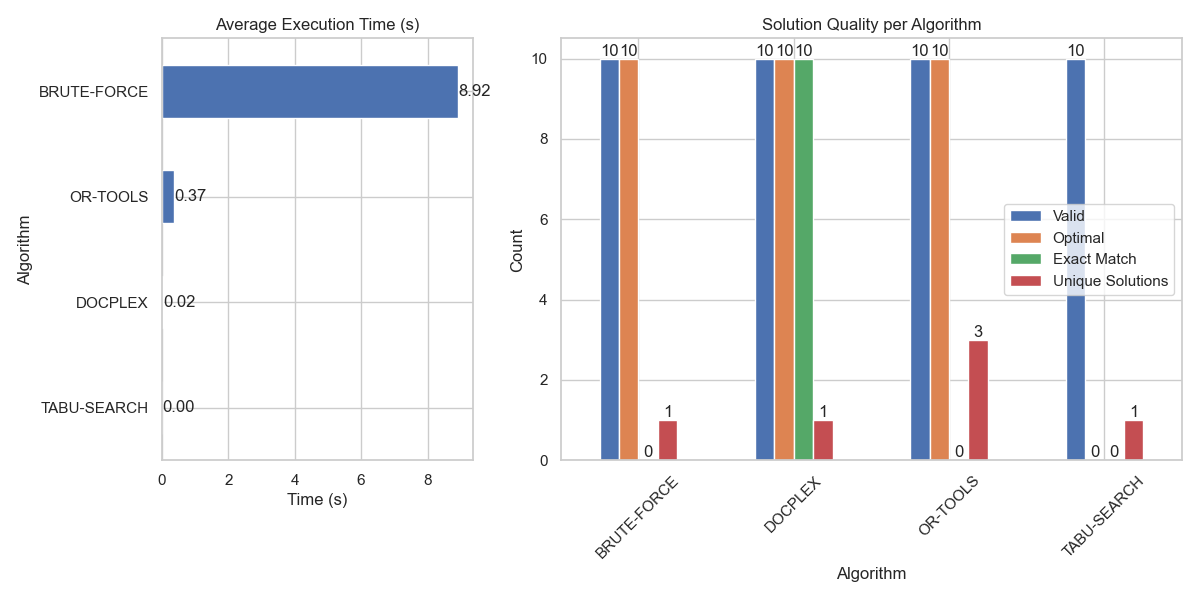 Average Execution Time (s)
Algorithm
BRUTE-FORCE
8.92
OR-TOOLS
0.37
DOCPLEX
0.02
TABU-SEARCH
0.00
0 2 4 6 8
Time (s)
Solution Quality per Algorithm
Count
10
8
6
4
2
0
10 10 0 1
10 10 10 1
10 10 0 3
10 0 0 1
Valid
Optimal
Exact Match
Unique Solutions
BRUTE-FORCE
DOCPLEX
OR-TOOLS
TABU-SEARCH
Algorithm